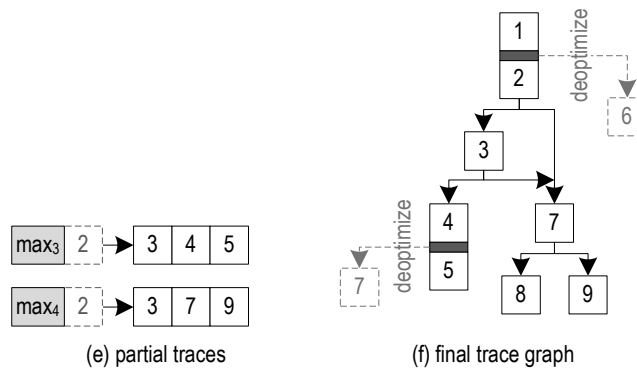 max₃ 2 3 4 5
max₄ 2 3 7 9
(e) partial traces
1
deoptimize
2
6
3
4
7
deoptimize
5
7
8
9
(f) final trace graph